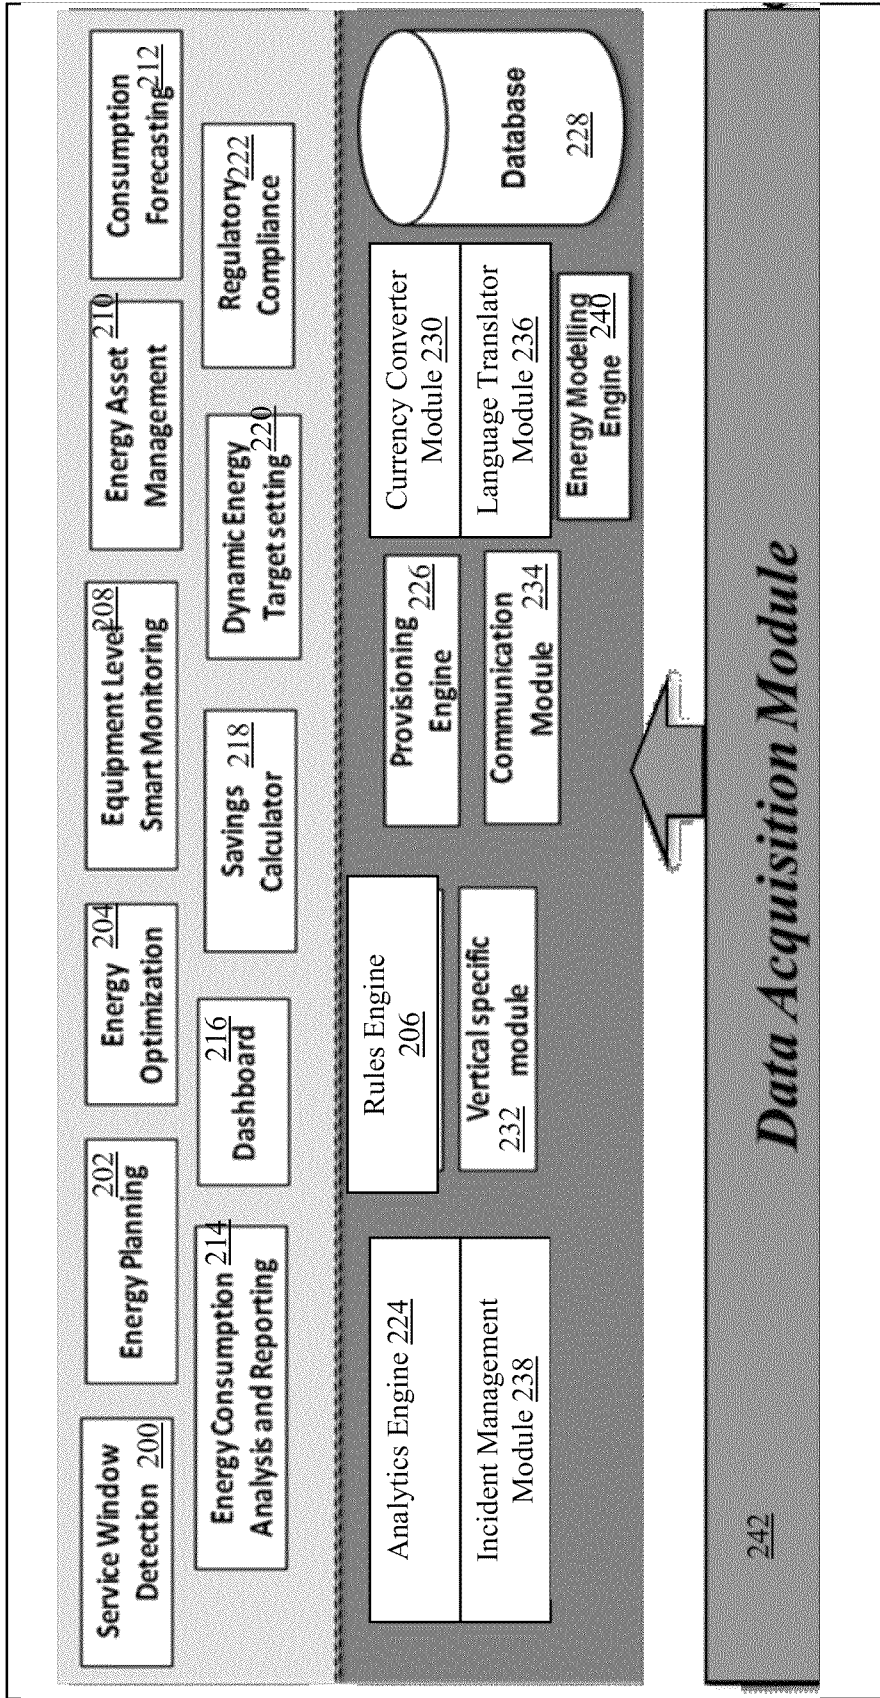 Service Window
Detection 200
Energy Planning
202
Energy
204
Optimization
Equipment Level
208
Smart Monitoring
Energy Asset
210
Management
Consumption
Forecasting
212
Energy Consumption
Analysis and Reporting
214
216
Dashboard
Savings
218
Calculator
Dynamic Energy
Target setting
220
Regulatory
222
Compliance
Analytics Engine 224
Incident Management
Module 238
Rules Engine
206
Vertical specific
module
232
Provisioning
Engine
226
Communication
Module
234
Currency Converter
Module 230
Language Translator
Module 236
Energy Modelling
Engine
240
Database
228
Data Acquisition Module
242